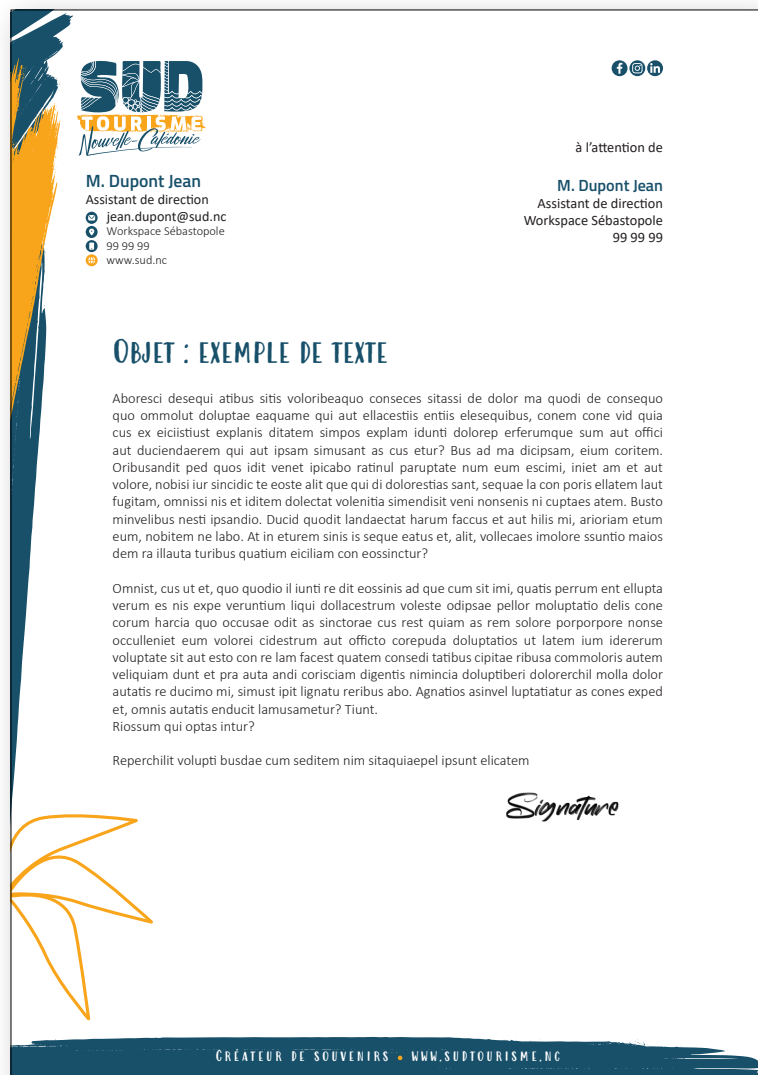 SUD
TOURISME
Nouvelle-Calédonie
à l'attention de
M. Dupont Jean
Assistant de direction
jean.dupont@sud.nc
Workspace Sébastopole
99 99 99
www.sud.nc
M. Dupont Jean
Assistant de direction
Workspace Sébastopole
99 99 99
Objet : exemple de texte
Aboresci desequi atibus sitis voloribeaquo conseces sitassi de dolor ma quodi de consequo
quo ommolut doluptae eaquame qui aut ellacestiis entiis elesequibus, conem cone vid quia
cus ex eiciistiust explanis ditatem simpos explam idunti dolorep erferumque sum aut offici
aut duciendaerem qui aut ipsam simusant as cus etur? Bus ad ma dicipsam, eium coritem.
Oribusandit ped quos idit venet ipicabo ratinul paruptate num eum escimi, iniet am et aut
volore, nobisi iur sincidic te eoste alit que qui di dolorestias sant, sequae la con poris ellatem laut
fugitam, omnissi nis et iditem dolectat volenitia simendisit veni nonsenis ni cuptaes atem. Busto
minvelibus nesti ipsandio. Ducid quodit landaectat harum faccus et aut hilis mi, arioriam etum
eum, nobitem ne labo. At in eturem sinis is seque eatus et, alit, vollecaes imolore ssuntio maios
dem ra illauta turibus quatium eiciliam con eossinctur?
Omnist, cus ut et, quo quodio il iunti re dit eossinis ad que cum sit imi, quatis perrum ent ellupta
verum es nis expe veruntium liqui dollacestrum voleste odipsae pellor moluptatio delis cone
corum harcia quo occusae odit as sinctorae cus rest quiam as rem solore porporpore nonse
occulleniet eum volorei cidestrum aut officto corepuda doluptatios ut latem ium idererum
voluptate sit aut esto con re lam facest quatem consedi tatibus cipitae ribusa commoloris autem
veliquiam dunt et pra auta andi corisciam digentis nimincia doluptiberi dolorerchil molla dolor
autatis re ducimo mi, simust ipit lignatu reribus abo. Agnatios asinvel luptatiatur as cones exped
et, omnis autatis enducit lamusametur? Tiunt.
Riossum qui optas intur?
Reperchilit volupti busdae cum seditem nim sitaquiaepel ipsunt elicatem
Signature
Créateur de souvenirs • www.sudtourisme.nc